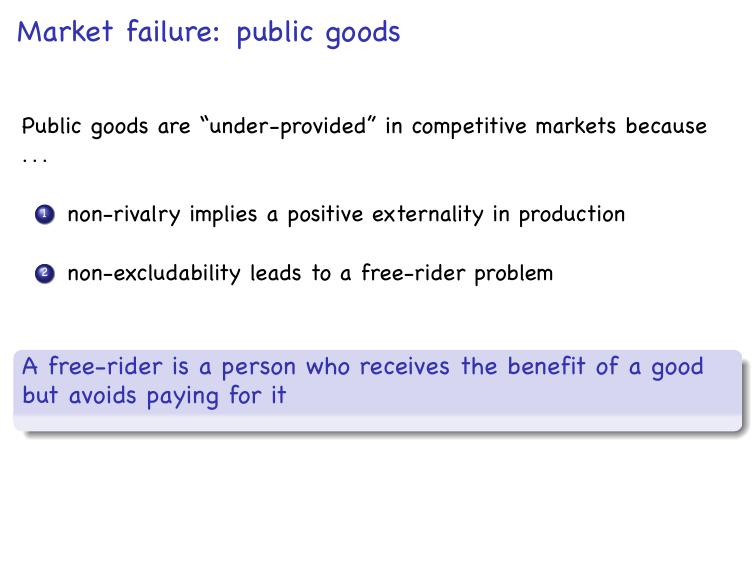 Market failure: public goods
Public goods are “under-provided” in competitive markets because
...
1 non-rivalry implies a positive externality in production
2 non-excludability leads to a free-rider problem
A free-rider is a person who receives the benefit of a good
but avoids paying for it